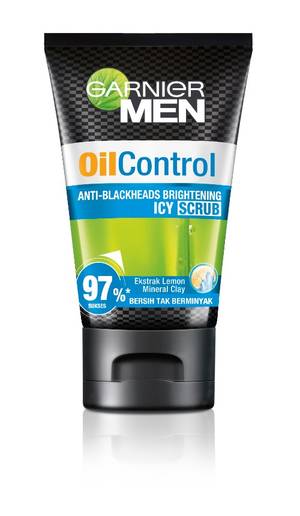 GARNIER
MEN
OilControl
ANTI-BLACKHEADS BRIGHTENING
ICY SCRUB
97%*
SUKSES
Ekstrak Lemon
Mineral Clay
BERSIH TAK BERMINYAK